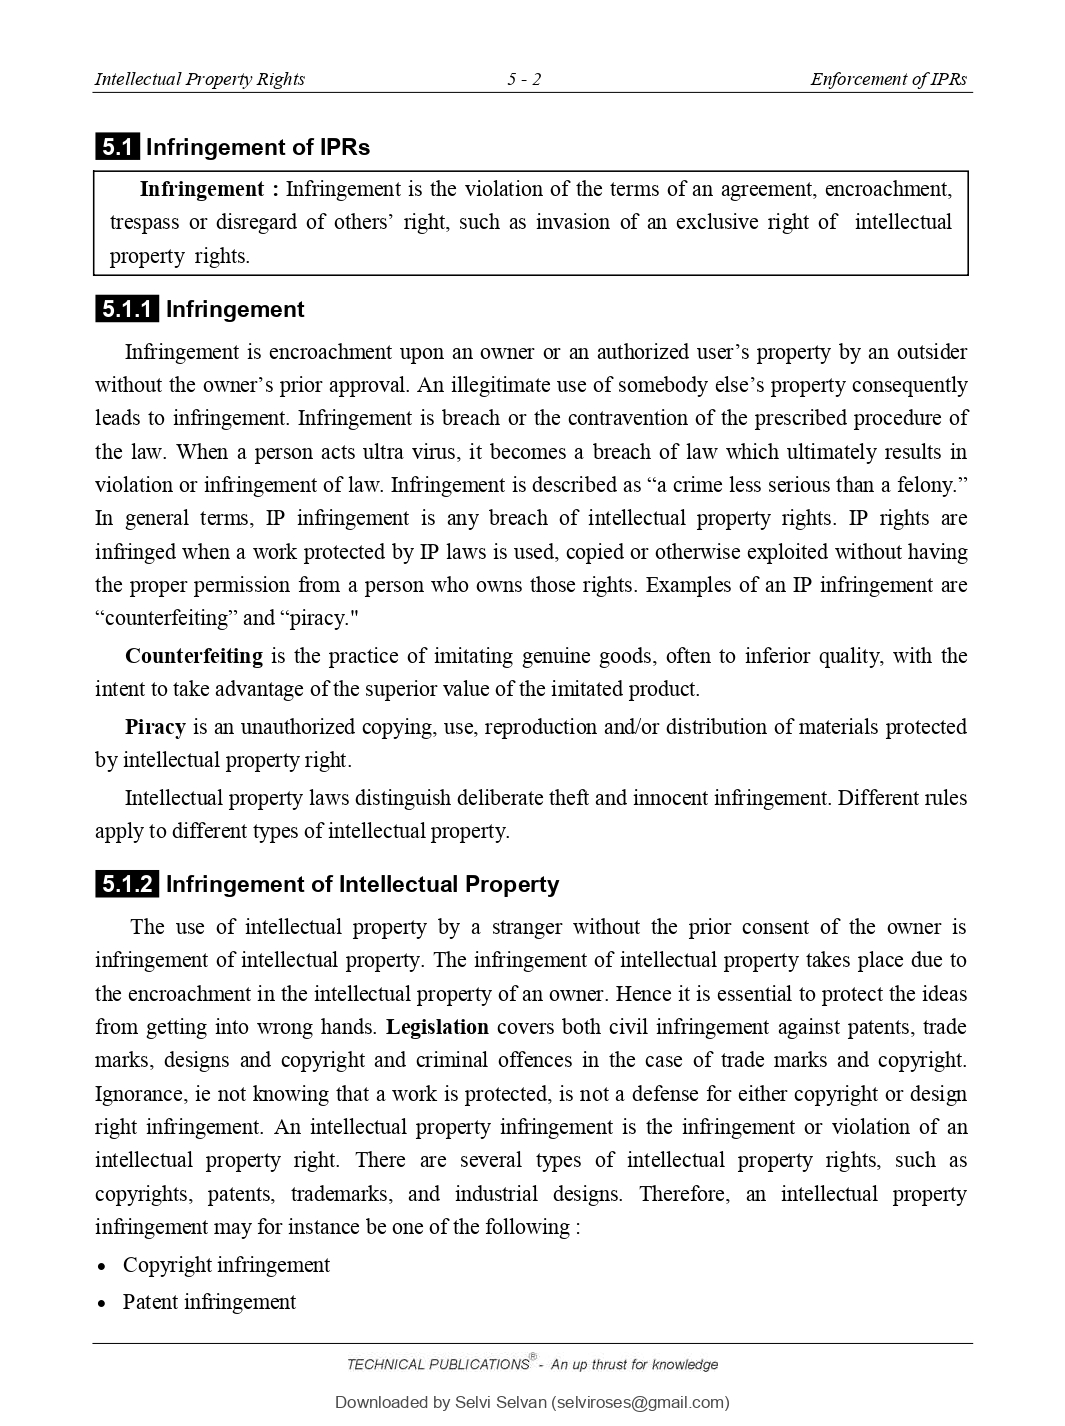 Intellectual Property Rights 5 - 2 Enforcement of IPRs
5.1 Infringement of IPRs
Infringement : Infringement is the violation of the terms of an agreement, encroachment,
trespass or disregard of others’ right, such as invasion of an exclusive right of intellectual
property rights.
5.1.1 Infringement
Infringement is encroachment upon an owner or an authorized user’s property by an outsider
without the owner’s prior approval. An illegitimate use of somebody else’s property consequently
leads to infringement. Infringement is breach or the contravention of the prescribed procedure of
the law. When a person acts ultra virus, it becomes a breach of law which ultimately results in
violation or infringement of law. Infringement is described as “a crime less serious than a felony.”
In general terms, IP infringement is any breach of intellectual property rights. IP rights are
infringed when a work protected by IP laws is used, copied or otherwise exploited without having
the proper permission from a person who owns those rights. Examples of an IP infringement are
“counterfeiting” and “piracy."
Counterfeiting is the practice of imitating genuine goods, often to inferior quality, with the
intent to take advantage of the superior value of the imitated product.
Piracy is an unauthorized copying, use, reproduction and/or distribution of materials protected
by intellectual property right.
Intellectual property laws distinguish deliberate theft and innocent infringement. Different rules
apply to different types of intellectual property.
5.1.2 Infringement of Intellectual Property
The use of intellectual property by a stranger without the prior consent of the owner is
infringement of intellectual property. The infringement of intellectual property takes place due to
the encroachment in the intellectual property of an owner. Hence it is essential to protect the ideas
from getting into wrong hands. Legislation covers both civil infringement against patents, trade
marks, designs and copyright and criminal offences in the case of trade marks and copyright.
Ignorance, ie not knowing that a work is protected, is not a defense for either copyright or design
right infringement. An intellectual property infringement is the infringement or violation of an
intellectual property right. There are several types of intellectual property rights, such as
copyrights, patents, trademarks, and industrial designs. Therefore, an intellectual property
infringement may for instance be one of the following :
• Copyright infringement
• Patent infringement
TECHNICAL PUBLICATIONS® - An up thrust for knowledge
Downloaded by Selvi Selvan (selviroses@gmail.com)